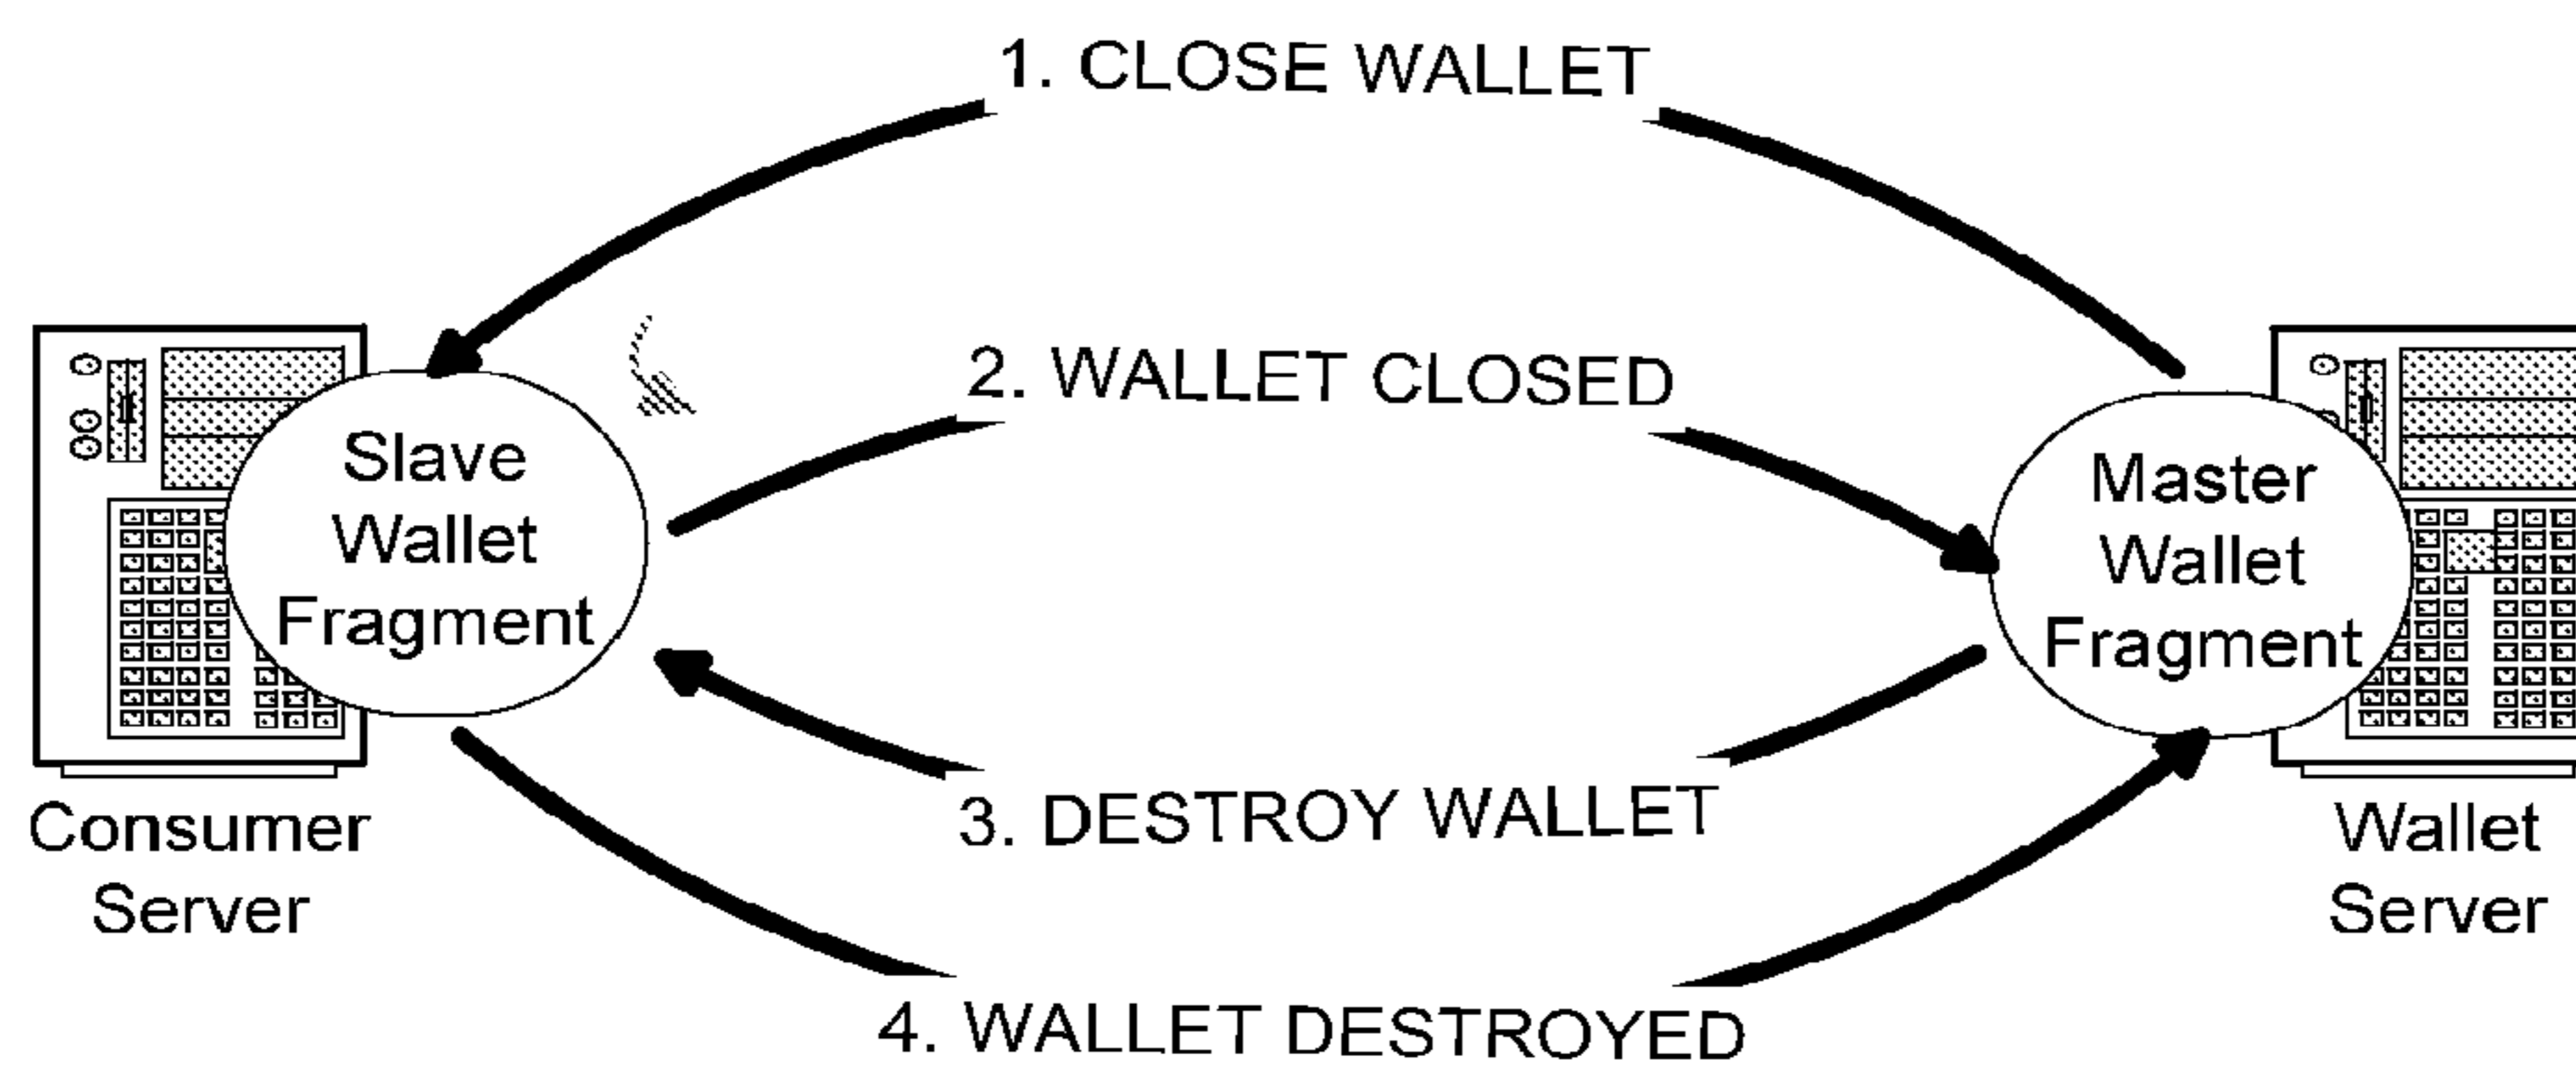 1. CLOSE WALLET
2. WALLET CLOSED
Slave
Wallet
Fragment
Master
Wallet
Fragment
3. DESTROY WALLET
Consumer
Server
Wallet
Server
4. WALLET DESTROYED